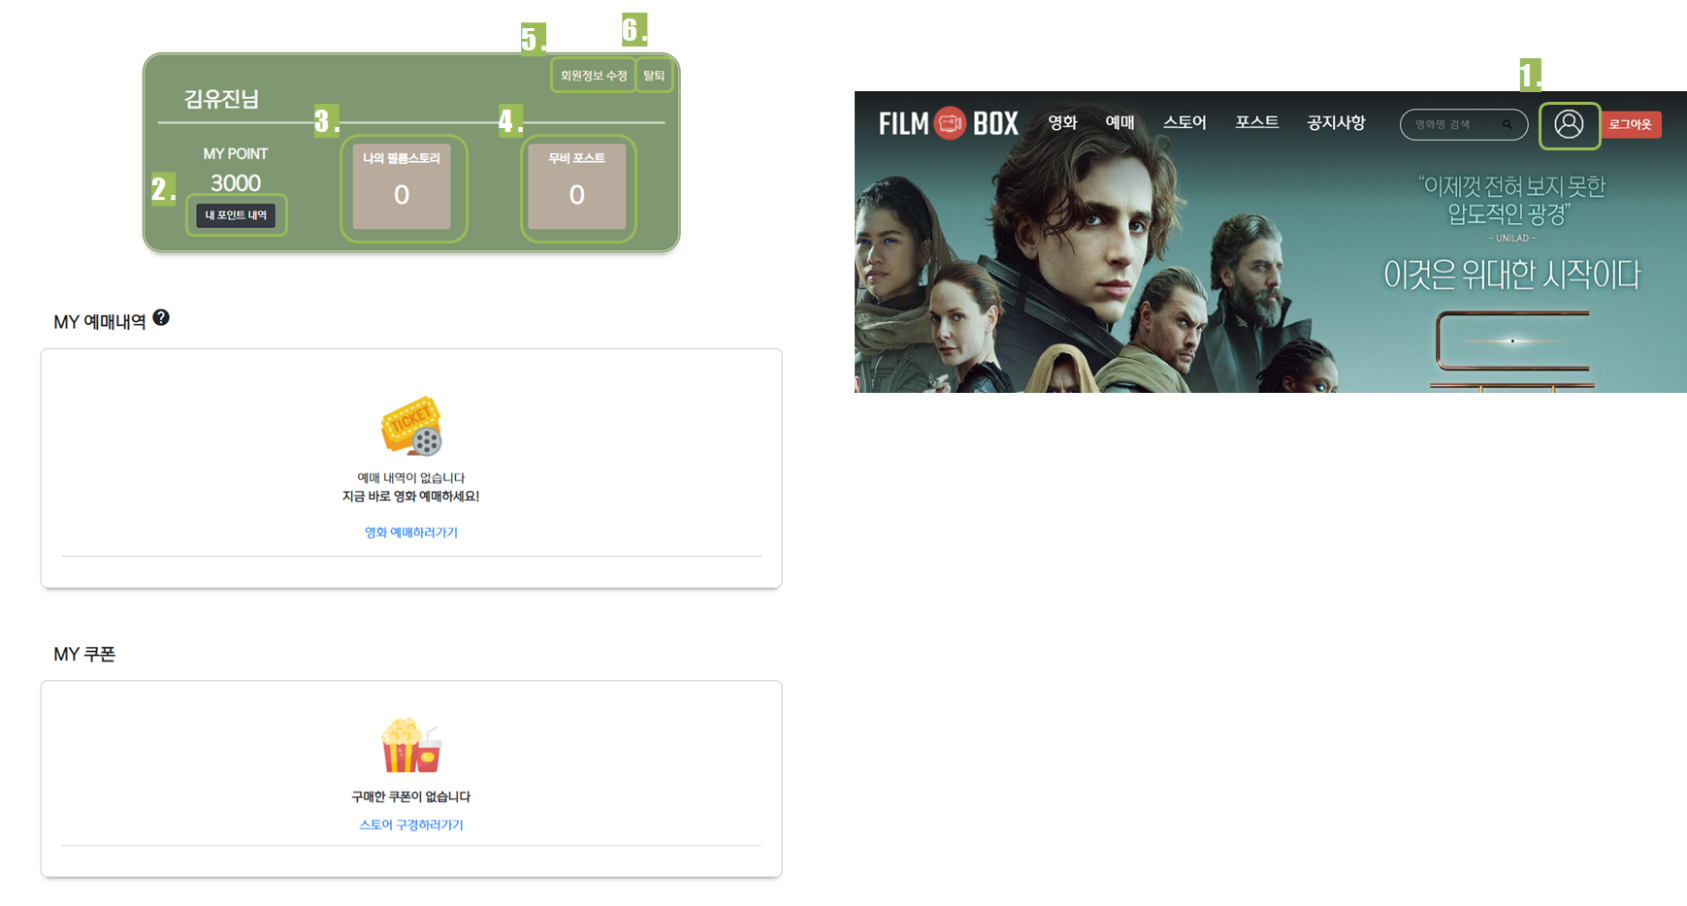 5.
6.
회원정보 수정
탈퇴
김유진님
3.
4.
MY POINT
3000
2.
내 포인트 내역
나의 필름스토리
0
무비 포스트
0
MY 예매내역 ?
TICKET
예매 내역이 없습니다
지금 바로 영화 예매하세요!
영화 예매하러가기
MY 쿠폰
구매한 쿠폰이 없습니다
스토어 구경하러가기
1.
FILM BOX
영화
예매
스토어
포스트
공지사항
영화명 검색
로그아웃
“이제껏 전혀 보지 못한
압도적인 광경”
- UNILAD -
이것은 위대한 시작이다